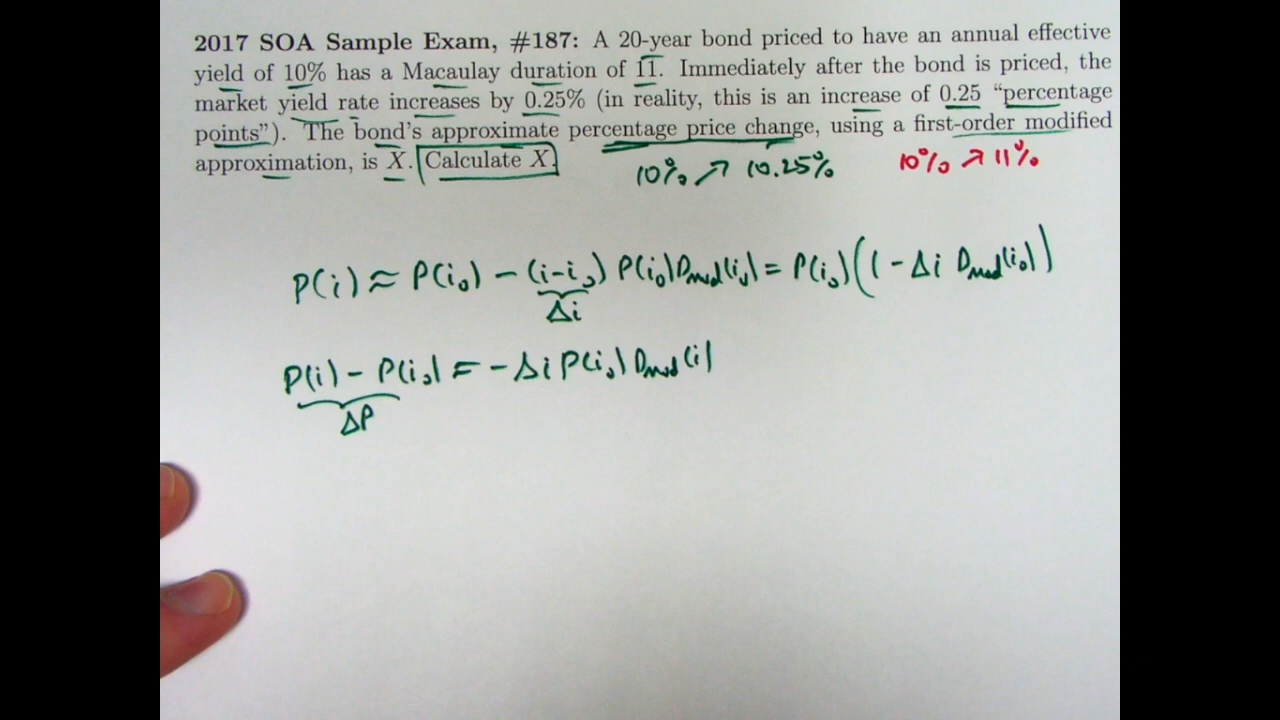 2017 SOA Sample Exam, #187: A 20-year bond priced to have an annual effective
yield of 10% has a Macaulay duration of 11. Immediately after the bond is priced, the
market yield rate increases by 0.25% (in reality, this is an increase of 0.25 “percentage
points”). The bond’s approximate percentage price change, using a first-order modified
approximation, is X. Calculate X.
10% ↗ 10.25% 10% ↗ 11%
P(i) ≈ P(i₀) − (i−i₀) P(i₀) Dmod(i₀) = P(i₀)(1 − Δi Dmod(i₀))
Δi
P(i) − P(i₀) = −Δi P(i₀) Dmod(i)
ΔP